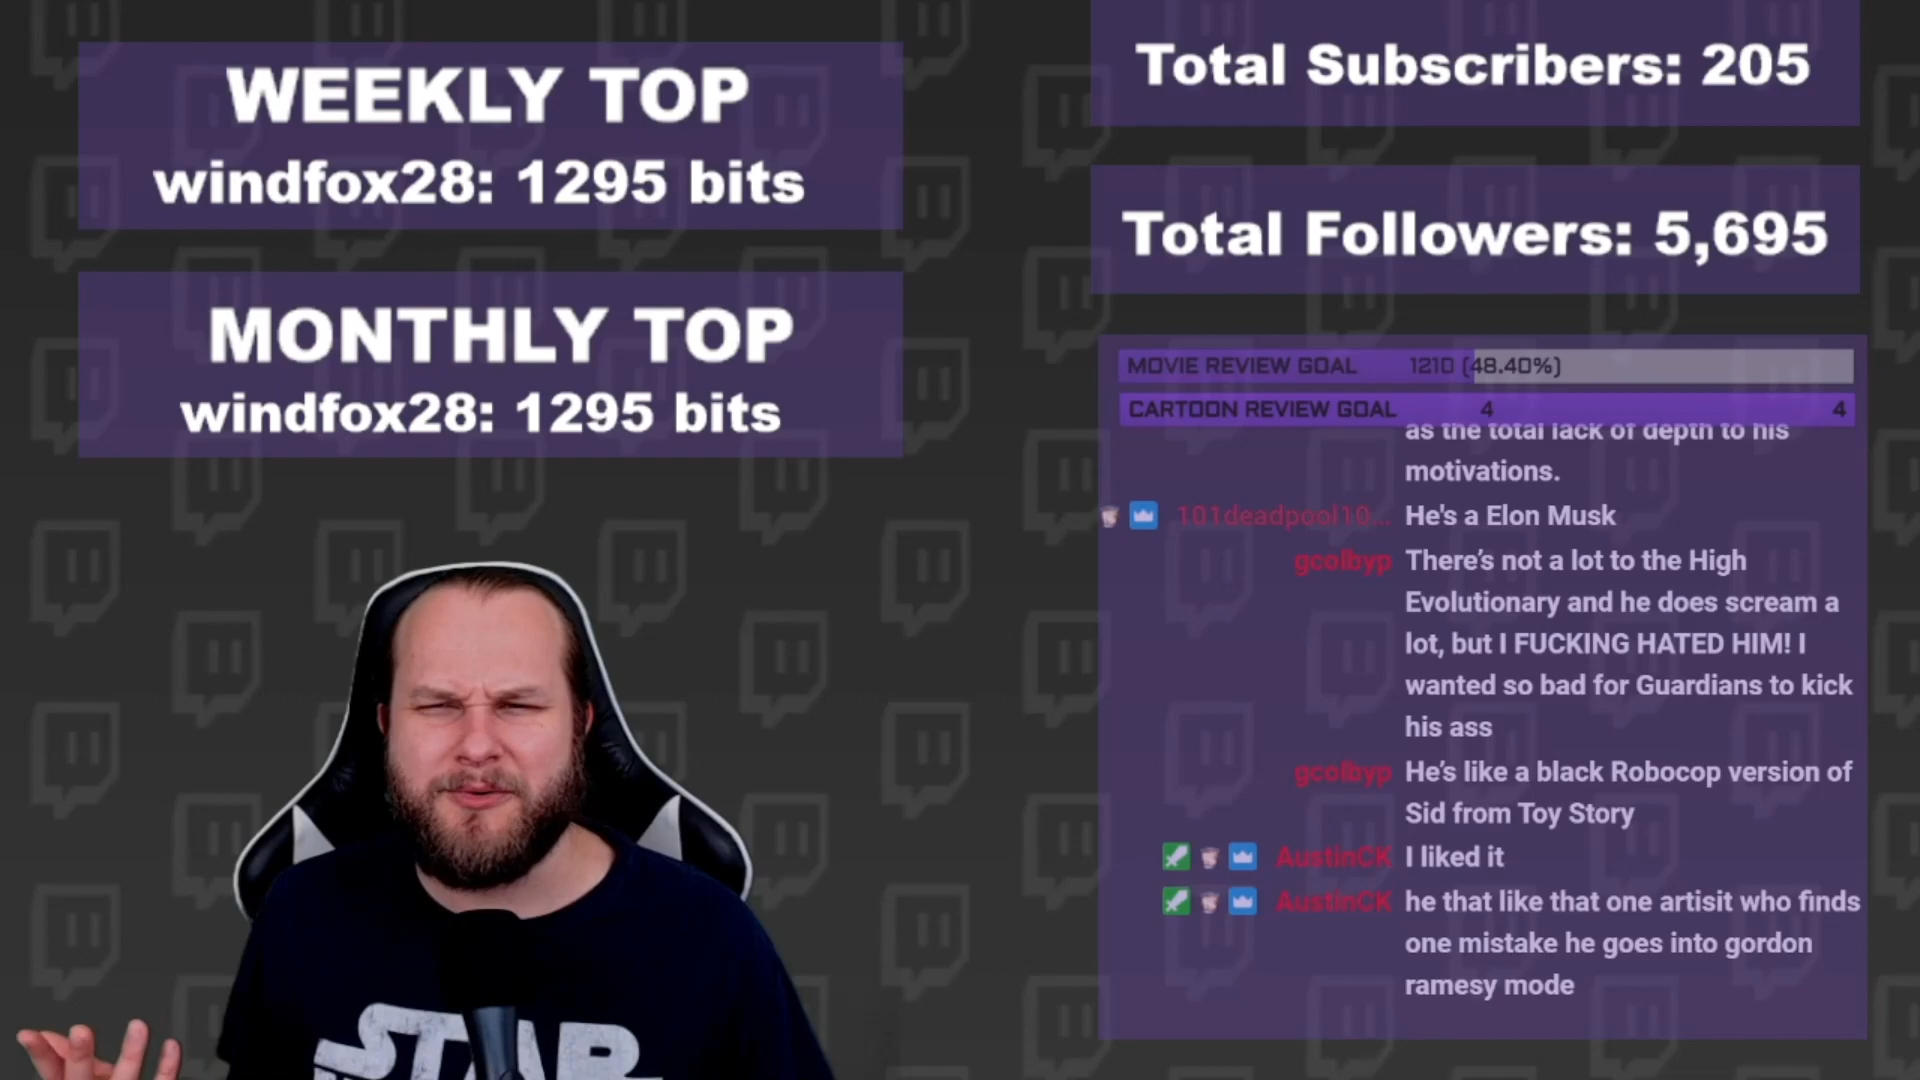 WEEKLY TOP
windfox28: 1295 bits
MONTHLY TOP
windfox28: 1295 bits
Total Subscribers: 205
Total Followers: 5,695
MOVIE REVIEW GOAL 1210 (48.40%)
CARTOON REVIEW GOAL 4 4
as the total lack of depth to his
motivations.
101deadpool10... He's a Elon Musk
gcolbyp There's not a lot to the High
Evolutionary and he does scream a
lot, but I FUCKING HATED HIM! I
wanted so bad for Guardians to kick
his ass
gcolbyp He's like a black Robocop version of
Sid from Toy Story
AustinCK I liked it
AustinCK he that like that one artisit who finds
one mistake he goes into gordon
ramesy mode
STAR